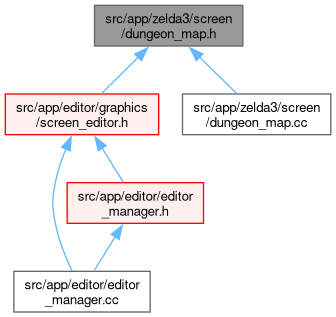 src/app/zelda3/screen
/dungeon_map.h
src/app/editor/graphics
/screen_editor.h
src/app/zelda3/screen
/dungeon_map.cc
src/app/editor/editor
_manager.h
src/app/editor/editor
_manager.cc